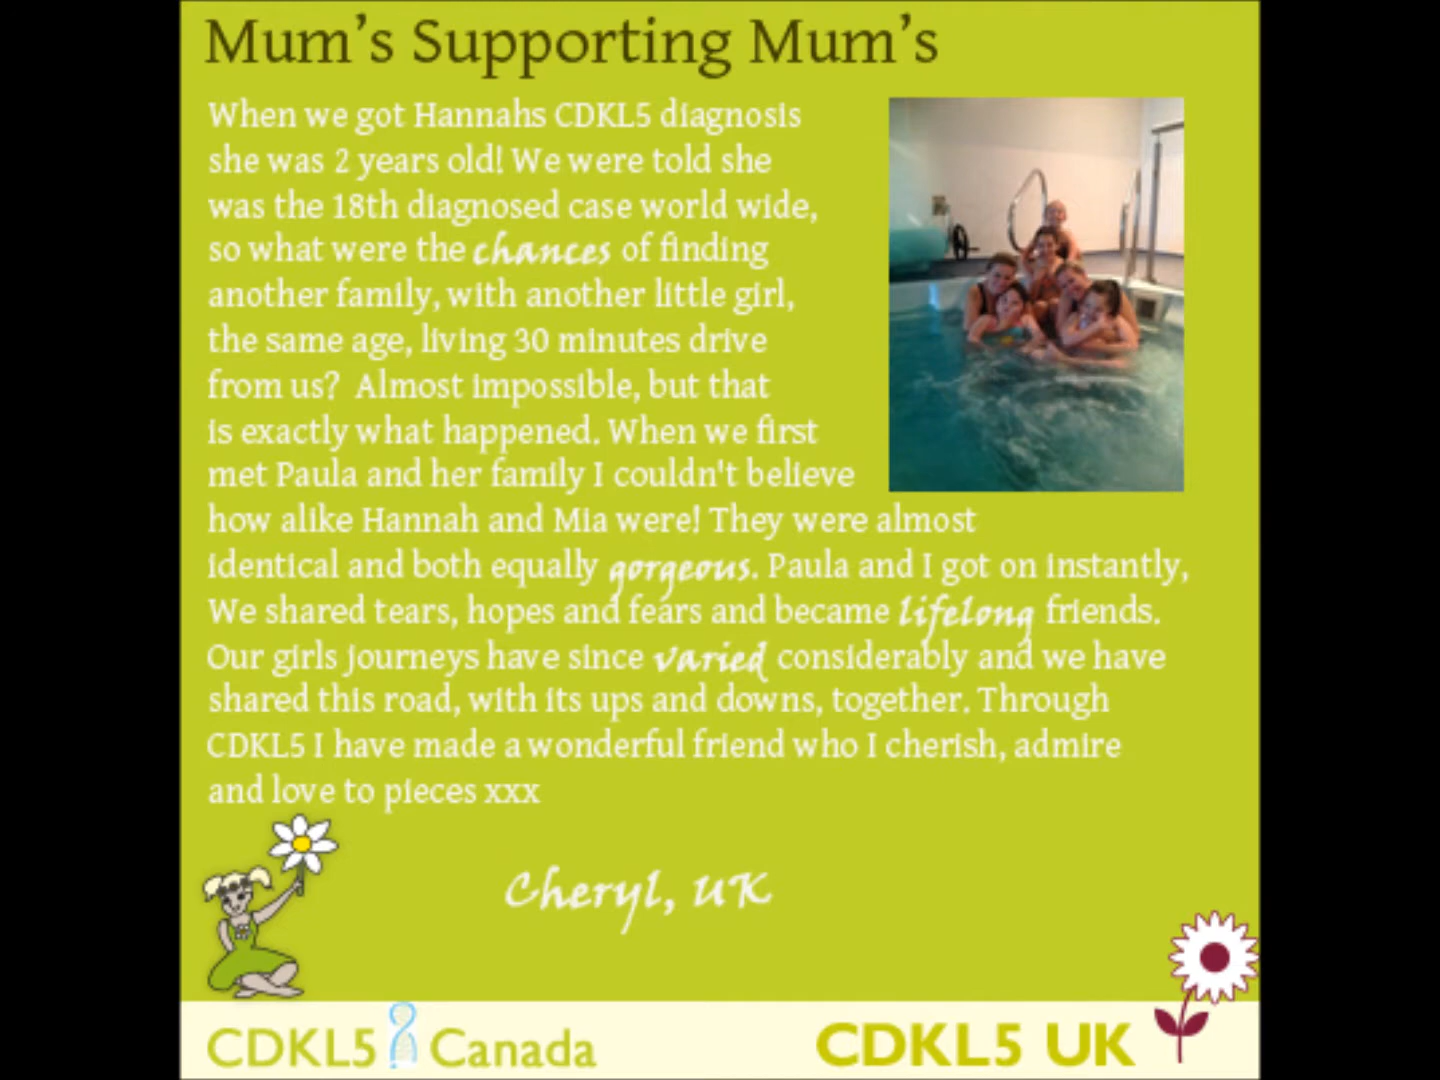 Mum's Supporting Mum's
When we got Hannahs CDKL5 diagnosis
she was 2 years old! We were told she
was the 18th diagnosed case world wide,
so what were the chances of finding
another family, with another little girl,
the same age, living 30 minutes drive
from us? Almost impossible, but that
is exactly what happened. When we first
met Paula and her family I couldn't believe
how alike Hannah and Mia were! They were almost
identical and both equally gorgeous. Paula and I got on instantly,
We shared tears, hopes and fears and became lifelong friends.
Our girls journeys have since varied considerably and we have
shared this road, with its ups and downs, together. Through
CDKL5 I have made a wonderful friend who I cherish, admire
and love to pieces xxx
Cheryl, UK
CDKL5 Canada
CDKL5 UK